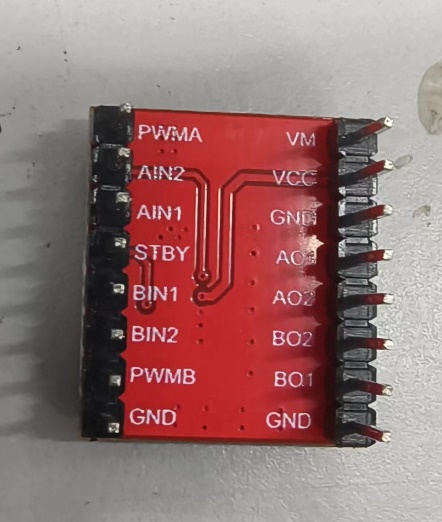 PWMA VM
AIN2 VCC
AIN1 GND
STBY AO1
BIN1 AO2
BIN2 BO2
PWMB BO1
GND GND